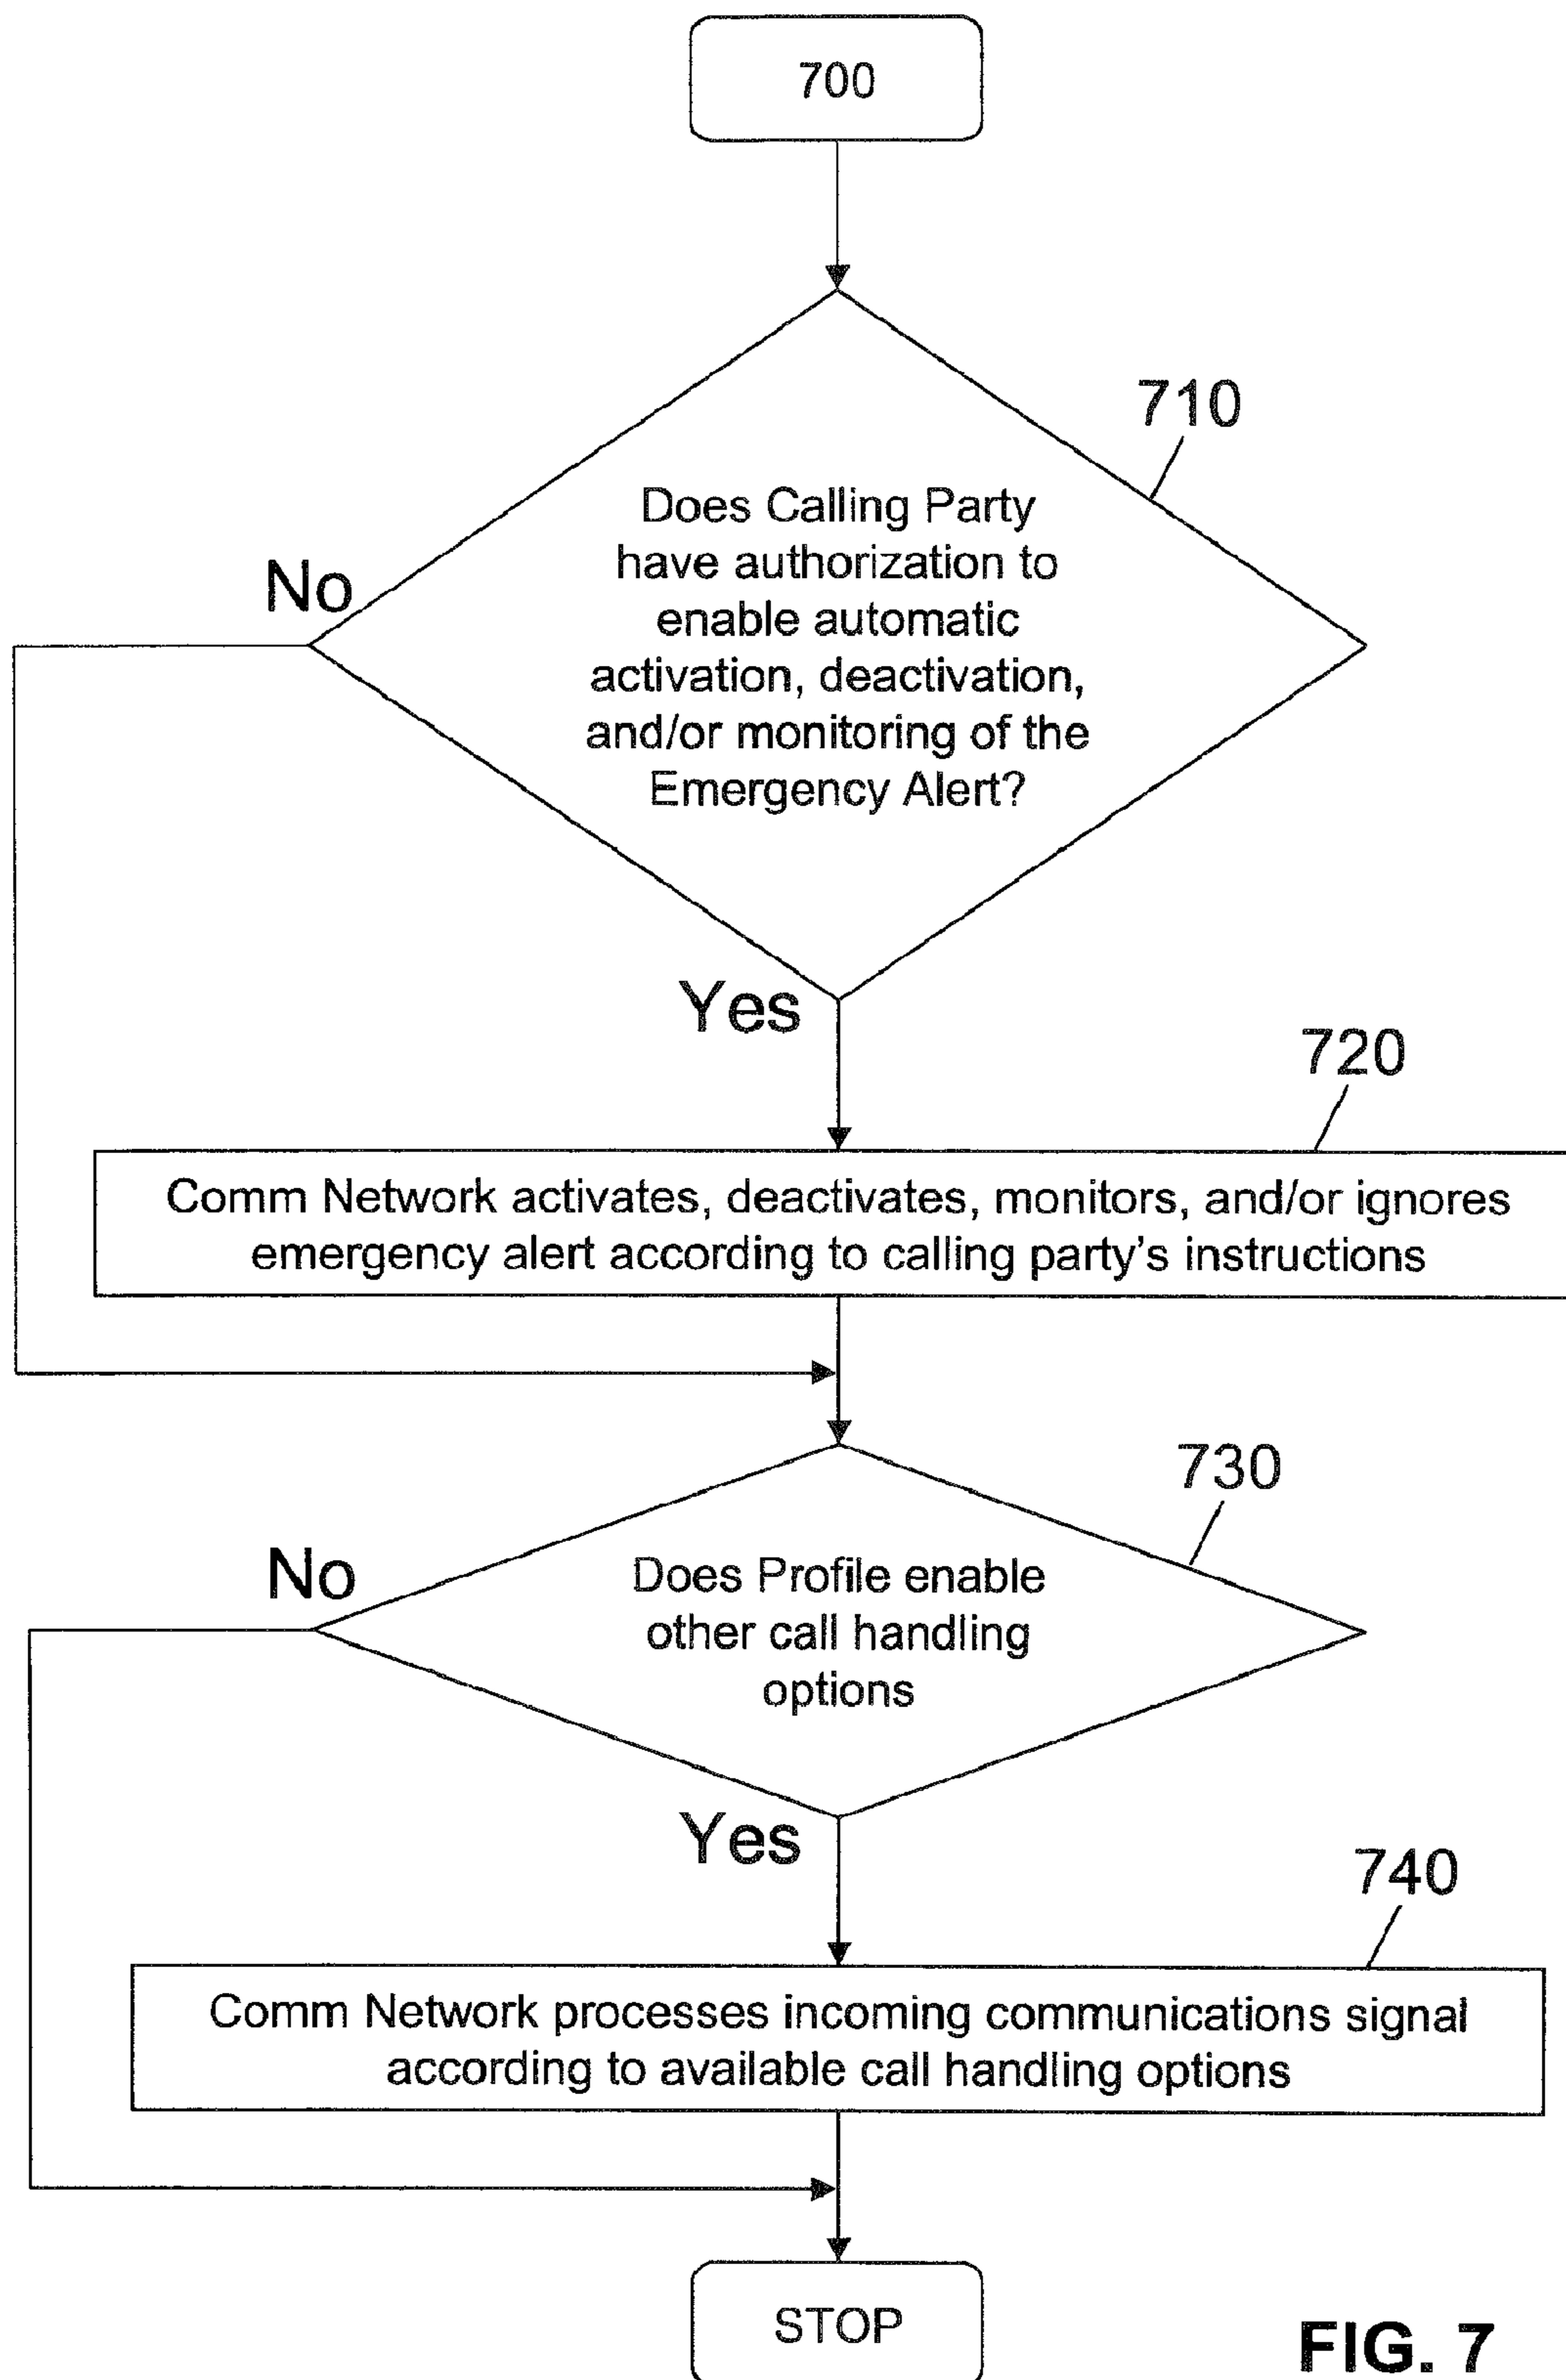 700
710
Does Calling Party
have authorization to
enable automatic
activation, deactivation,
and/or monitoring of the
Emergency Alert?
No
Yes
720
Comm Network activates, deactivates, monitors, and/or ignores
emergency alert according to calling party's instructions
730
Does Profile enable
other call handling
options
No
Yes
740
Comm Network processes incoming communications signal
according to available call handling options
STOP
FIG. 7